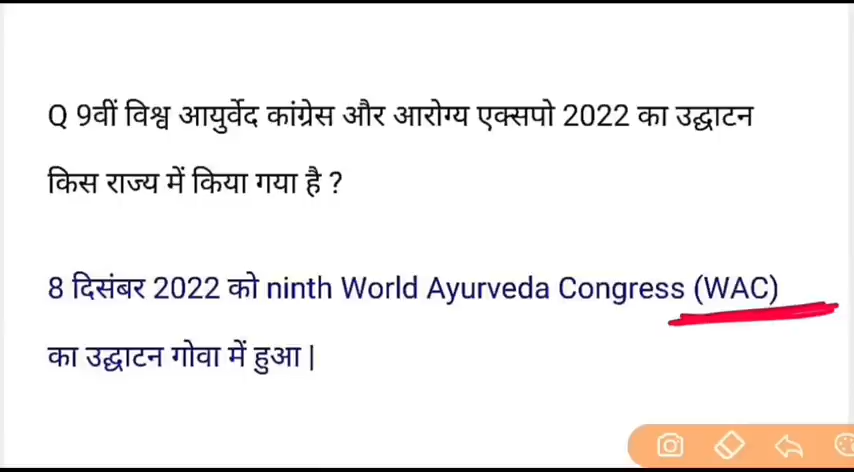 Q 9वीं विश्व आयुर्वेद कांग्रेस और आरोग्य एक्सपो 2022 का उद्घाटन
किस राज्य में किया गया है ?
8 दिसंबर 2022 को ninth World Ayurveda Congress (WAC)
का उद्घाटन गोवा में हुआ |